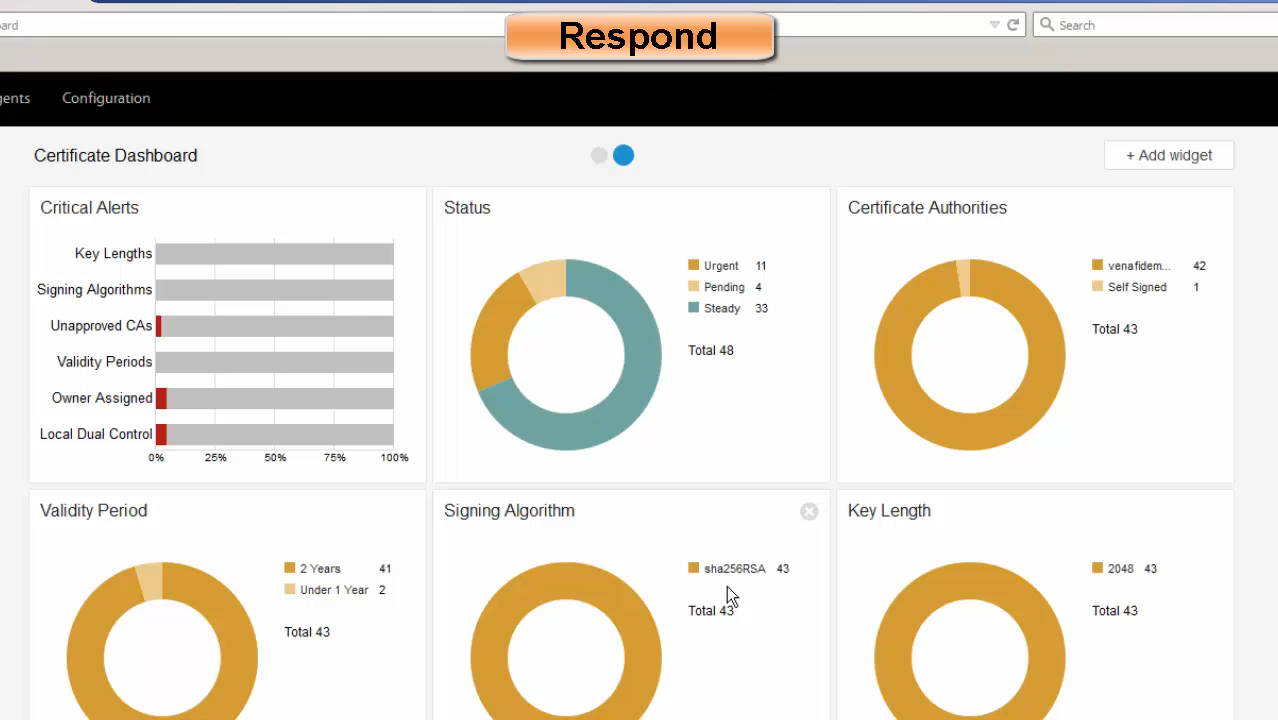 Respond
ard
Search
gents Configuration
Certificate Dashboard
+ Add widget
Critical Alerts
Key Lengths
Signing Algorithms
Unapproved CAs
Validity Periods
Owner Assigned
Local Dual Control
0% 25% 50% 75% 100%
Status
Urgent 11
Pending 4
Steady 33
Total 48
Certificate Authorities
venafidem... 42
Self Signed 1
Total 43
Validity Period
2 Years 41
Under 1 Year 2
Total 43
Signing Algorithm
sha256RSA 43
Total 43
Key Length
2048 43
Total 43